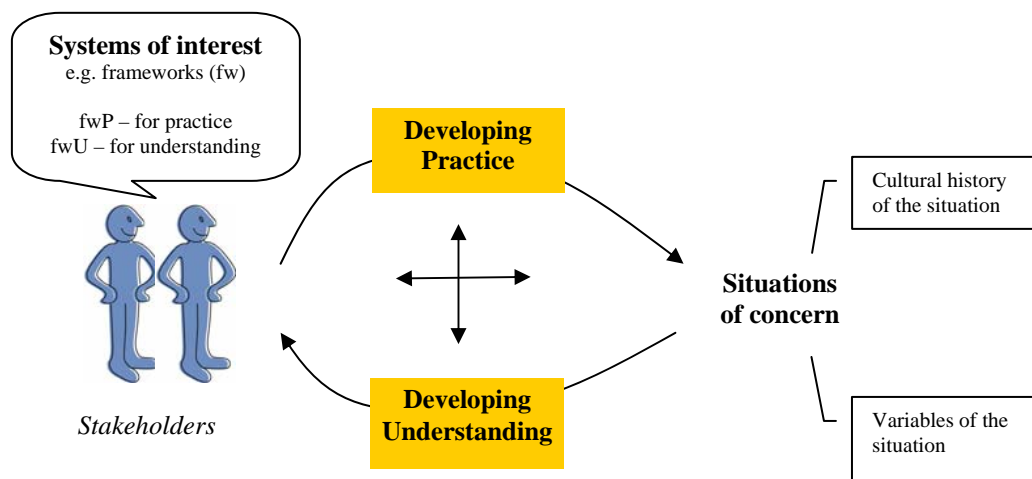 Systems of interest
e.g. frameworks (fw)
fwP – for practice
fwU – for understanding
Stakeholders
Developing
Practice
Developing
Understanding
Situations
of concern
Cultural history
of the situation
Variables of the
situation